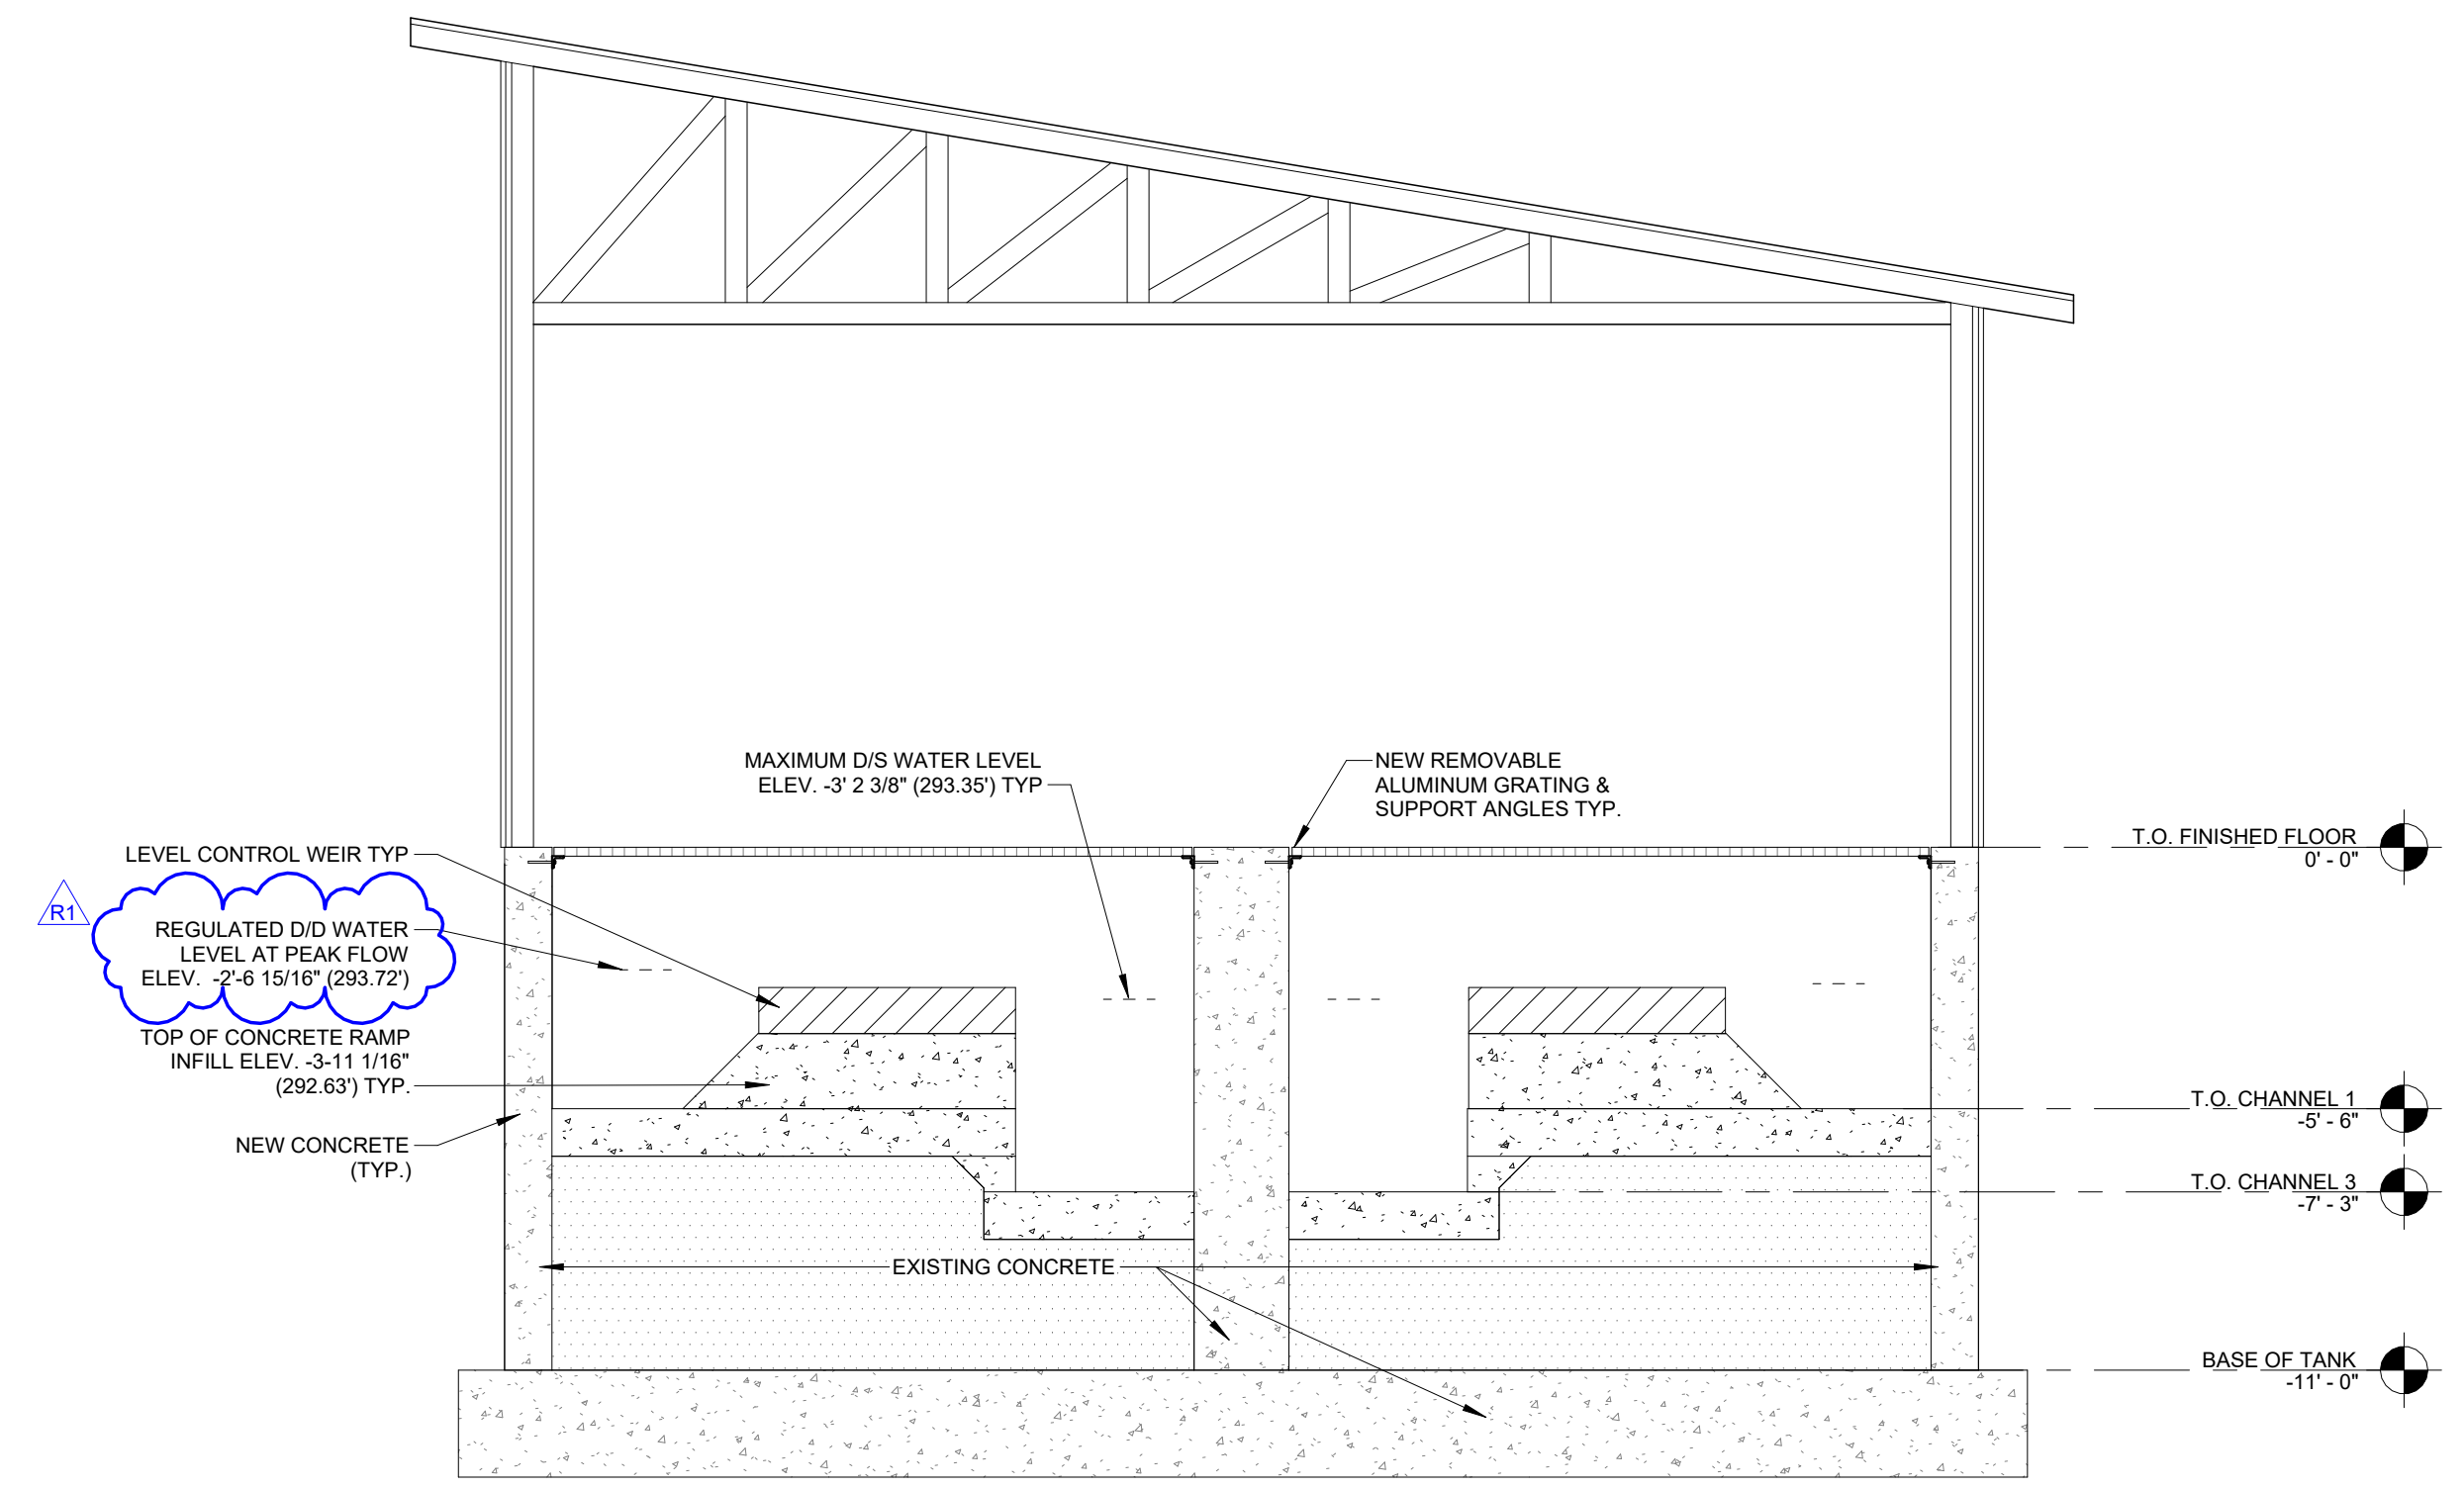 MAXIMUM D/S WATER LEVEL
ELEV. -3' 2 3/8" (293.35') TYP
NEW REMOVABLE
ALUMINUM GRATING &
SUPPORT ANGLES TYP.
LEVEL CONTROL WEIR TYP
R1
REGULATED D/D WATER
LEVEL AT PEAK FLOW
ELEV. -2'-6 15/16" (293.72')
TOP OF CONCRETE RAMP
INFILL ELEV. -3-11 1/16"
(292.63') TYP.
NEW CONCRETE
(TYP.)
EXISTING CONCRETE
T.O. FINISHED FLOOR
0' - 0"
T.O. CHANNEL 1
-5' - 6"
T.O. CHANNEL 3
-7' - 3"
BASE OF TANK
-11' - 0"